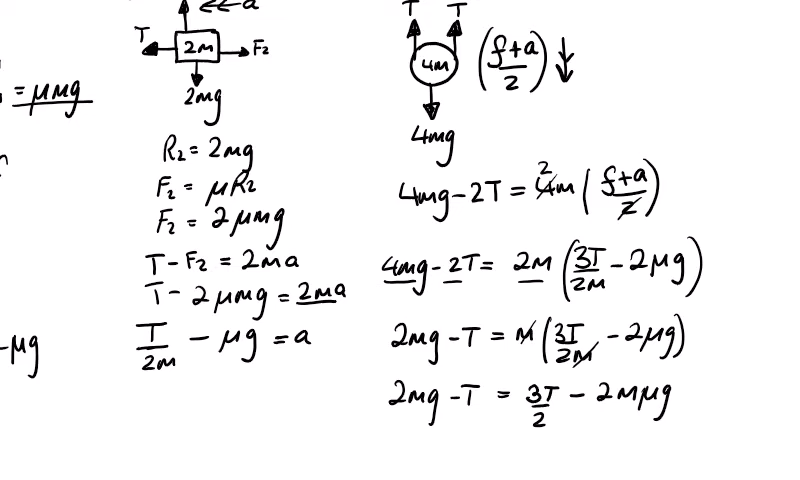 a
T
2m
F₂
2mg
T T
4m
(f+a/2)
4mg
= μmg
R₂ = 2mg
F₂ = μR₂
F₂ = 2μmg
T - F₂ = 2ma
T - 2μmg = 2ma
T/2m - μg = a
-μg
4mg - 2T = 2 4m (f+a/2)
4mg - 2T = 2m (3T/2m - 2μg)
2mg - T = m (3T/2m - 2μg)
2mg - T = 3T/2 - 2mμg